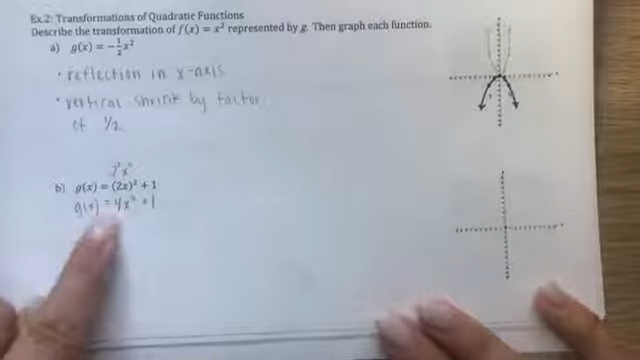 Ex.2: Transformations of Quadratic Functions
Describe the transformation of f(x) = x² represented by g. Then graph each function.
a) g(x) = -1/2x²
· reflection in x-axis
· vertical shrink by factor
of 1/2
2²x²
b) g(x) = (2x)² + 1
g(x) = 4x² + 1